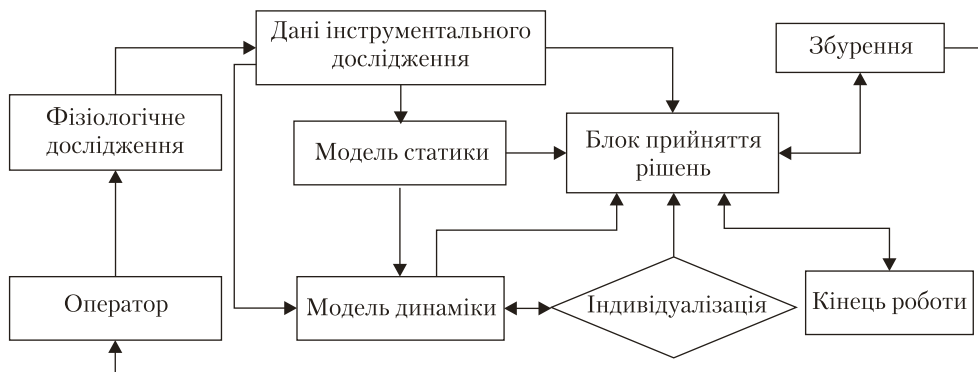 Дані інструментального
дослідження
Збурення
Фізіологічне
дослідження
Модель статики
Блок прийняття
рішень
Оператор
Модель динаміки
Індивідуалізація
Кінець роботи